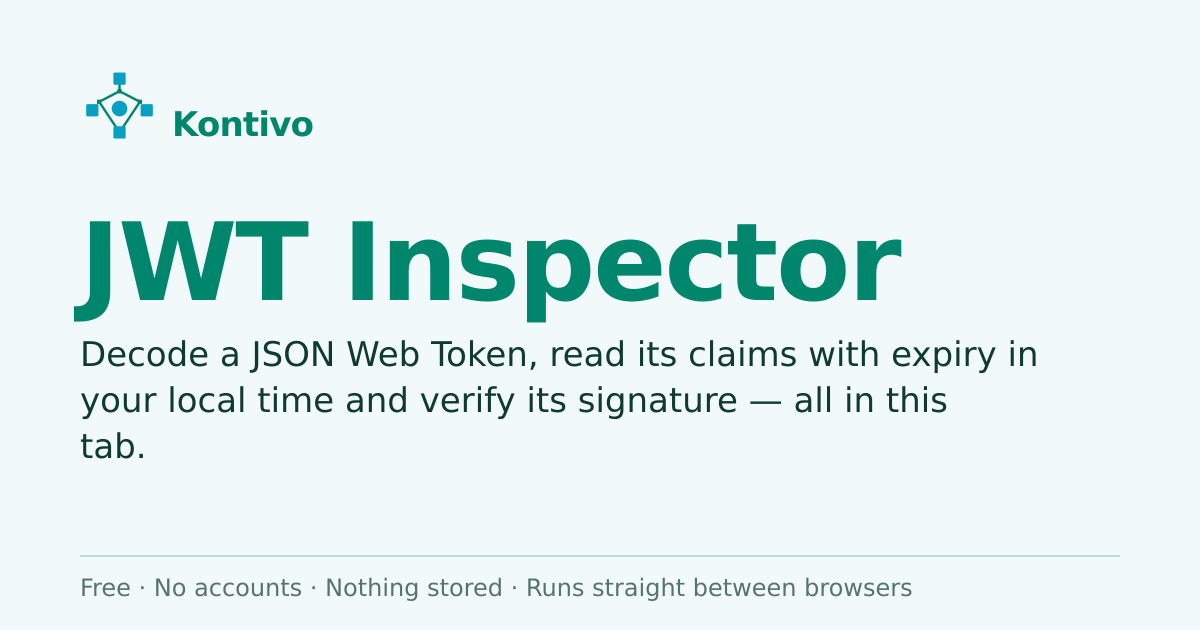 Kontivo
JWT Inspector
Decode a JSON Web Token, read its claims with expiry in
your local time and verify its signature — all in this
tab.
Free · No accounts · Nothing stored · Runs straight between browsers